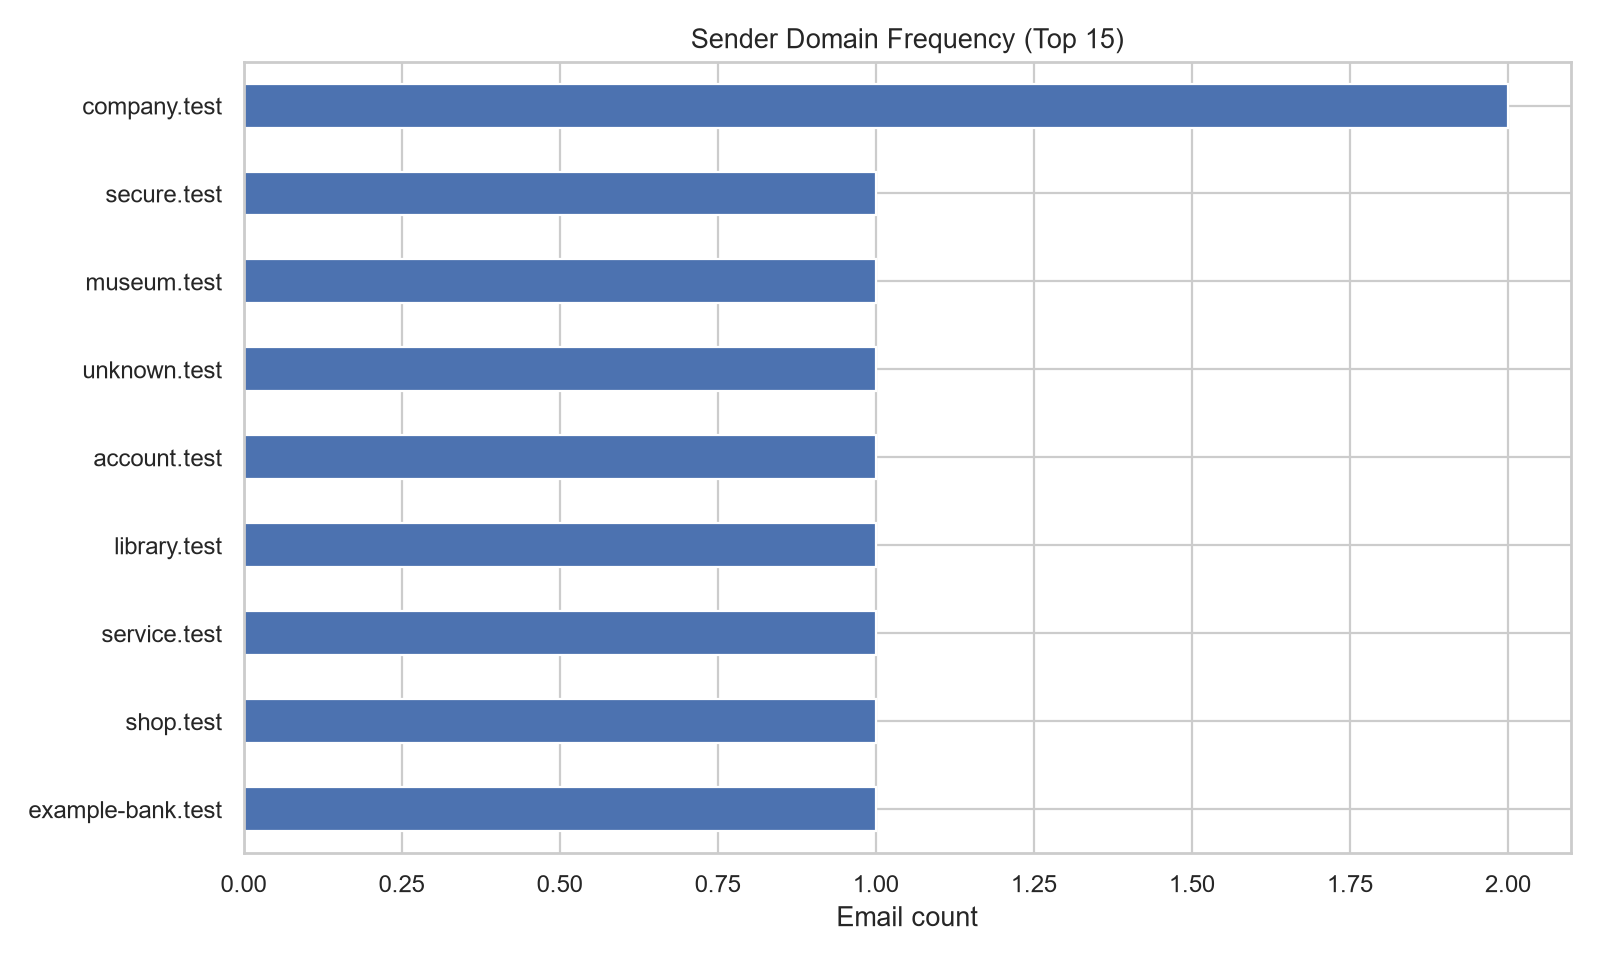 Sender Domain Frequency (Top 15)
company.test
secure.test
museum.test
unknown.test
account.test
library.test
service.test
shop.test
example-bank.test
0.00 0.25 0.50 0.75 1.00 1.25 1.50 1.75 2.00
Email count